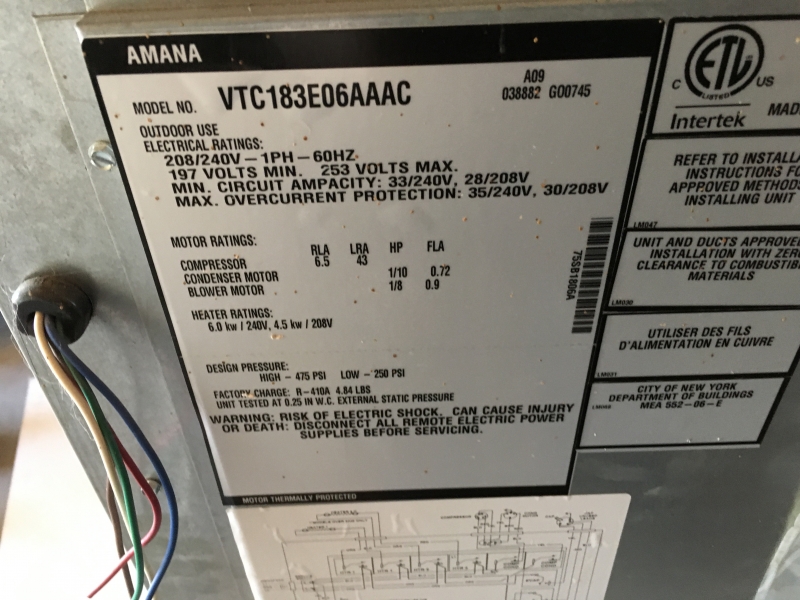 AMANA
MODEL NO. VTC183E06AAAC
A09
038882 G00745
OUTDOOR USE
ELECTRICAL RATINGS:
208/240V-1PH-60HZ
197 VOLTS MIN. 253 VOLTS MAX.
MIN. CIRCUIT AMPACITY: 33/240V, 28/208V
MAX. OVERCURRENT PROTECTION: 35/240V, 30/208V
MOTOR RATINGS:
RLA LRA HP FLA
COMPRESSOR 6.5 43
CONDENSER MOTOR 1/10 0.72
BLOWER MOTOR 1/8 0.9
HEATER RATINGS:
6.0 kw / 240V, 4.5 kw / 208V
75SB1806A
DESIGN PRESSURE:
HIGH - 475 PSI LOW - 250 PSI
FACTORY CHARGE: R-410A 4.84 LBS
UNIT TESTED AT 0.25 IN W.C. EXTERNAL STATIC PRESSURE
WARNING: RISK OF ELECTRIC SHOCK. CAN CAUSE INJURY
OR DEATH: DISCONNECT ALL REMOTE ELECTRIC POWER
SUPPLIES BEFORE SERVICING.
MOTOR THERMALLY PROTECTED
C ETL US
LISTED
Intertek
MAD
REFER TO INSTALLA
INSTRUCTIONS FO
APPROVED METHODS
INSTALLING UNIT
LM047
UNIT AND DUCTS APPROVED
INSTALLATION WITH ZER
CLEARANCE TO COMBUSTIB
MATERIALS
LM030
UTILISER DES FILS
D'ALIMENTATION EN CUIVRE
LM031
CITY OF NEW YORK
DEPARTMENT OF BUILDINGS
MEA 552-06-E